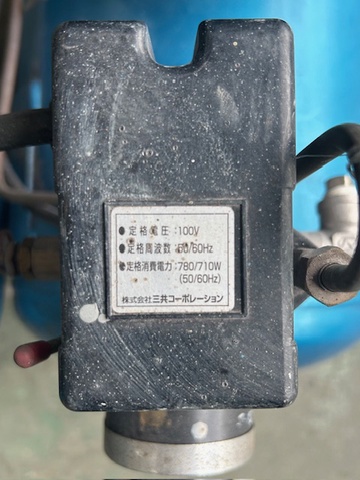 ● 定格電圧：100V
● 定格周波数：50/60Hz
● 定格消費電力：780/710W
(50/60Hz)
株式会社三共コーポレーション